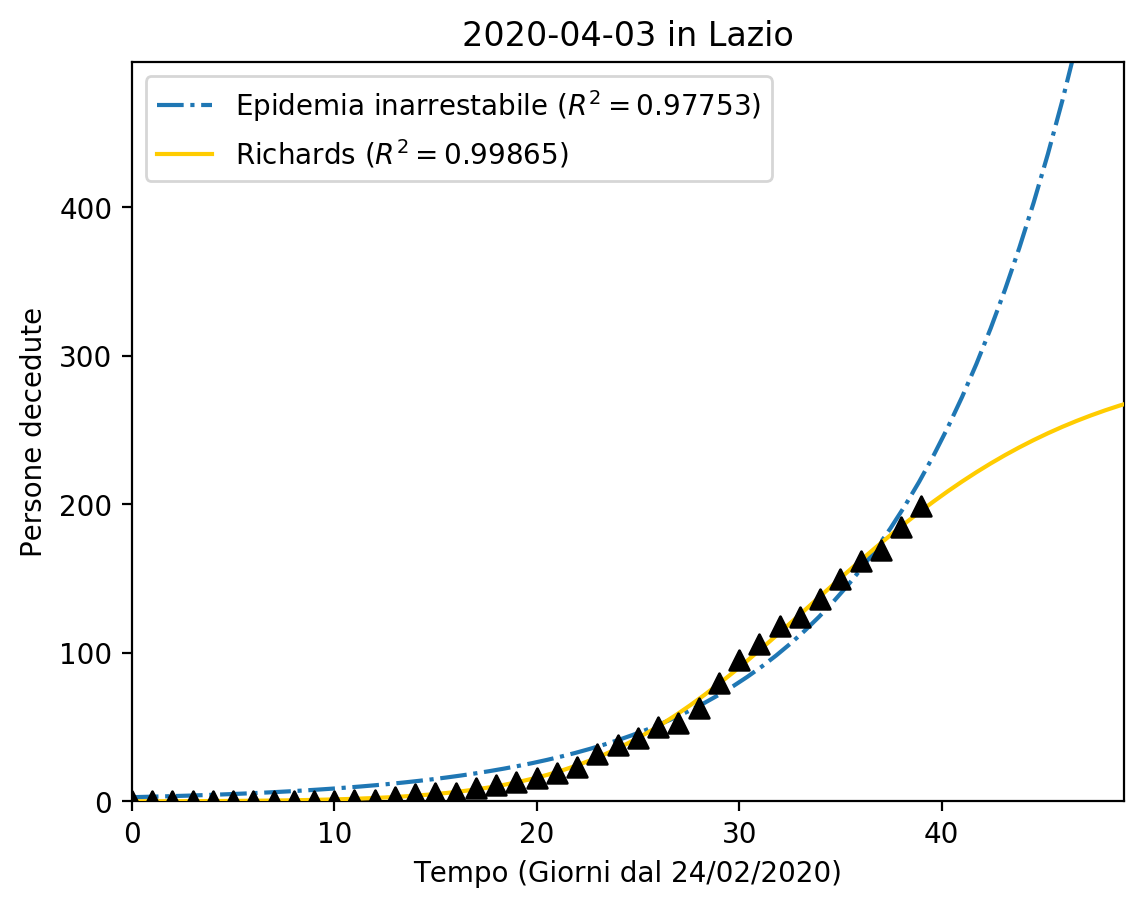 2020-04-03 in Lazio
Epidemia inarrestabile (R² = 0.97753)
Richards (R² = 0.99865)
400
300
200
100
0
Persone decedute
0 10 20 30 40
Tempo (Giorni dal 24/02/2020)